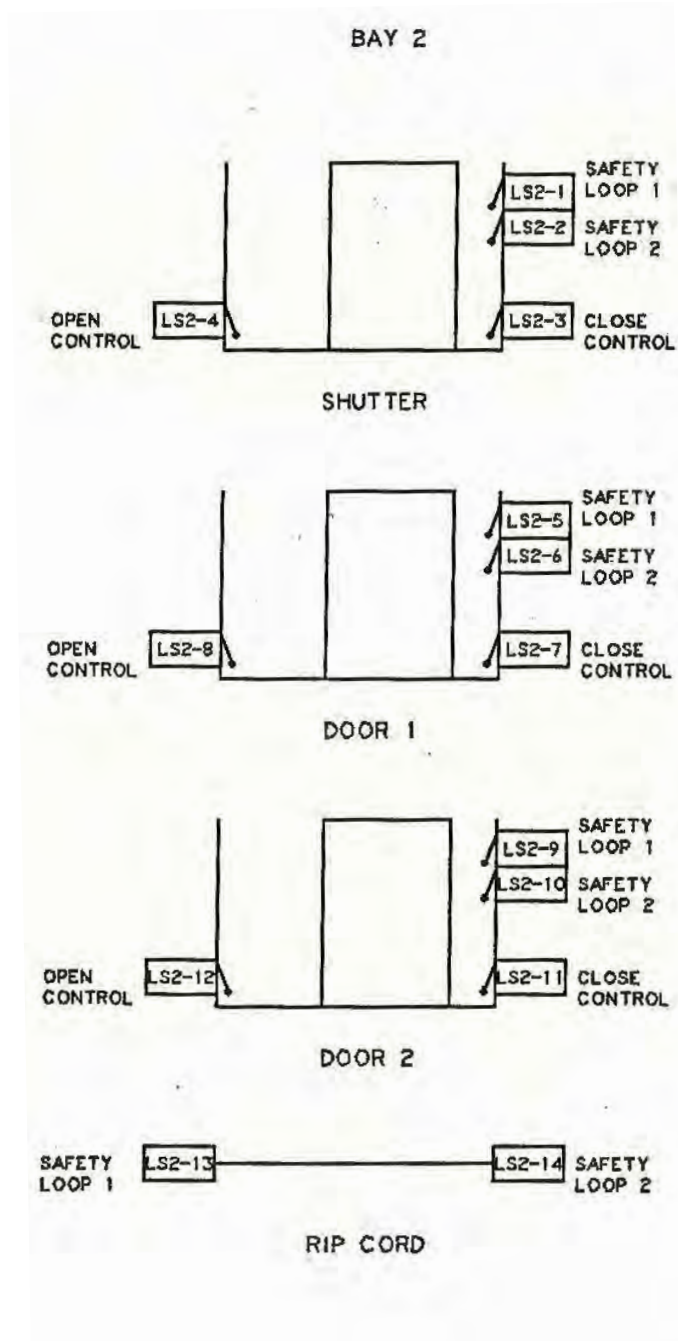 BAY 2
SAFETY
LOOP 1
LS2-1
LS2-2
SAFETY
LOOP 2
OPEN
CONTROL
LS2-4
LS2-3
CLOSE
CONTROL
SHUTTER
SAFETY
LOOP 1
LS2-5
LS2-6
SAFETY
LOOP 2
OPEN
CONTROL
LS2-8
LS2-7
CLOSE
CONTROL
DOOR 1
SAFETY
LOOP 1
LS2-9
LS2-10
SAFETY
LOOP 2
OPEN
CONTROL
LS2-12
LS2-11
CLOSE
CONTROL
DOOR 2
SAFETY
LOOP 1
LS2-13
LS2-14
SAFETY
LOOP 2
RIP CORD